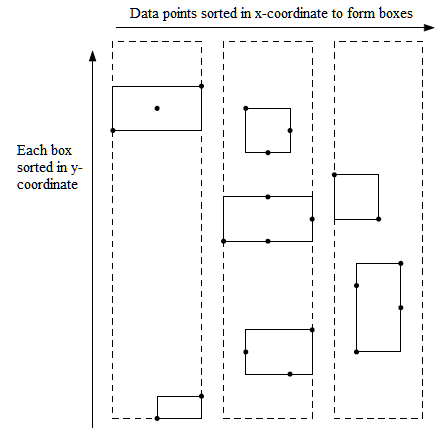 Data points sorted in x-coordinate to form boxes
Each box
sorted in y-
coordinate